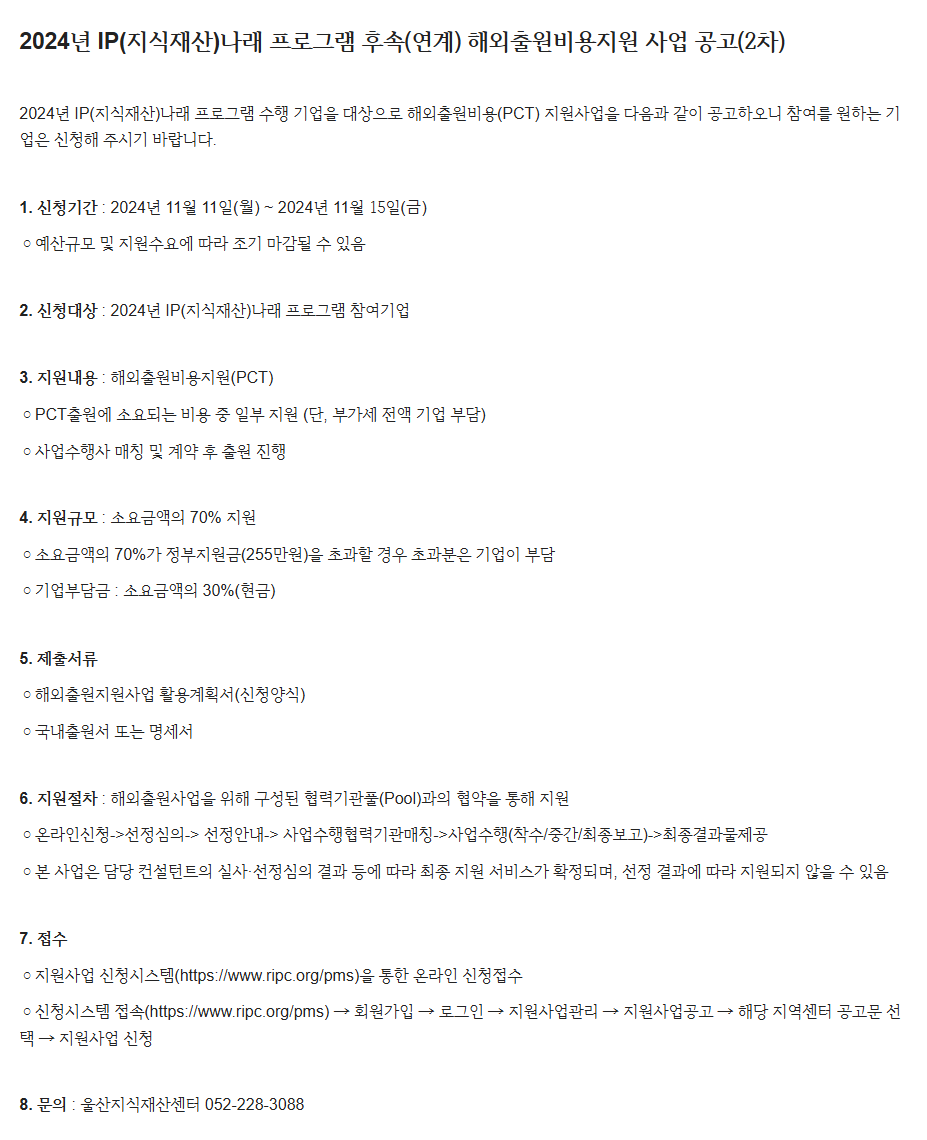 2024년 IP(지식재산)나래 프로그램 후속(연계) 해외출원비용지원 사업 공고(2차)
2024년 IP(지식재산)나래 프로그램 수행 기업을 대상으로 해외출원비용(PCT) 지원사업을 다음과 같이 공고하오니 참여를 원하는 기
업은 신청해 주시기 바랍니다.
1. 신청기간 : 2024년 11월 11일(월) ~ 2024년 11월 15일(금)
○ 예산규모 및 지원수요에 따라 조기 마감될 수 있음
2. 신청대상 : 2024년 IP(지식재산)나래 프로그램 참여기업
3. 지원내용 : 해외출원비용지원(PCT)
○ PCT출원에 소요되는 비용 중 일부 지원 (단, 부가세 전액 기업 부담)
○ 사업수행사 매칭 및 계약 후 출원 진행
4. 지원규모 : 소요금액의 70% 지원
○ 소요금액의 70%가 정부지원금(255만원)을 초과할 경우 초과분은 기업이 부담
○ 기업부담금 : 소요금액의 30%(현금)
5. 제출서류
○ 해외출원지원사업 활용계획서(신청양식)
○ 국내출원서 또는 명세서
6. 지원절차 : 해외출원사업을 위해 구성된 협력기관풀(Pool)과의 협약을 통해 지원
○ 온라인신청->선정심의-> 선정안내-> 사업수행협력기관매칭->사업수행(착수/중간/최종보고)->최종결과물제공
○ 본 사업은 담당 컨설턴트의 실사·선정심의 결과 등에 따라 최종 지원 서비스가 확정되며, 선정 결과에 따라 지원되지 않을 수 있음
7. 접수
○ 지원사업 신청시스템(https://www.ripc.org/pms)을 통한 온라인 신청접수
○ 신청시스템 접속(https://www.ripc.org/pms) → 회원가입 → 로그인 → 지원사업관리 → 지원사업공고 → 해당 지역센터 공고문 선
택 → 지원사업 신청
8. 문의 : 울산지식재산센터 052-228-3088